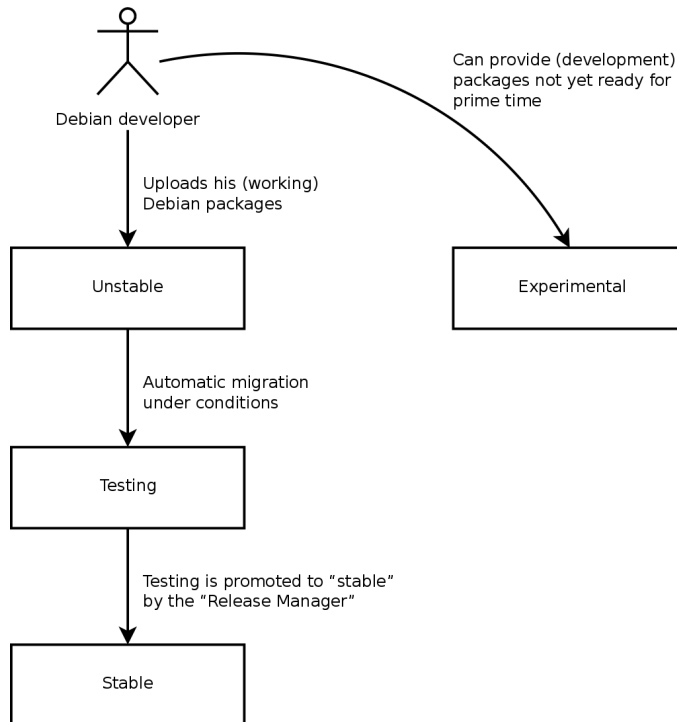 Can provide (development)
packages not yet ready for
prime time
Debian developer
Uploads his (working)
Debian packages
Unstable
Experimental
Automatic migration
under conditions
Testing
Testing is promoted to “stable”
by the “Release Manager”
Stable